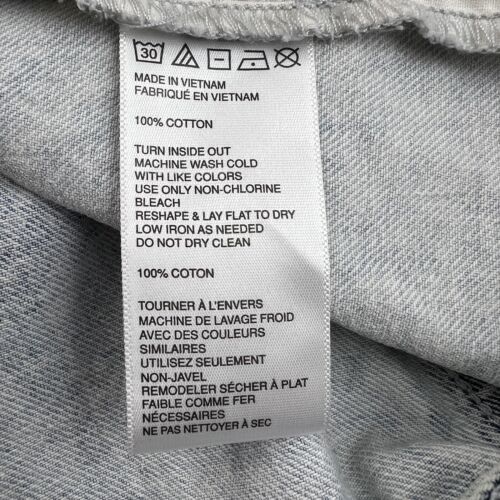 30
MADE IN VIETNAM
FABRIQUÉ EN VIETNAM
100% COTTON
TURN INSIDE OUT
MACHINE WASH COLD
WITH LIKE COLORS
USE ONLY NON-CHLORINE
BLEACH
RESHAPE & LAY FLAT TO DRY
LOW IRON AS NEEDED
DO NOT DRY CLEAN
100% COTTON
TOURNER À L'ENVERS
MACHINE DE LAVAGE FROID
AVEC DES COULEURS
SIMILAIRES
UTILISEZ SEULEMENT
NON-JAVEL
REMODELER SÉCHER À PLAT
FAIBLE COMME FER
NÉCESSAIRES
NE PAS NETTOYER À SEC